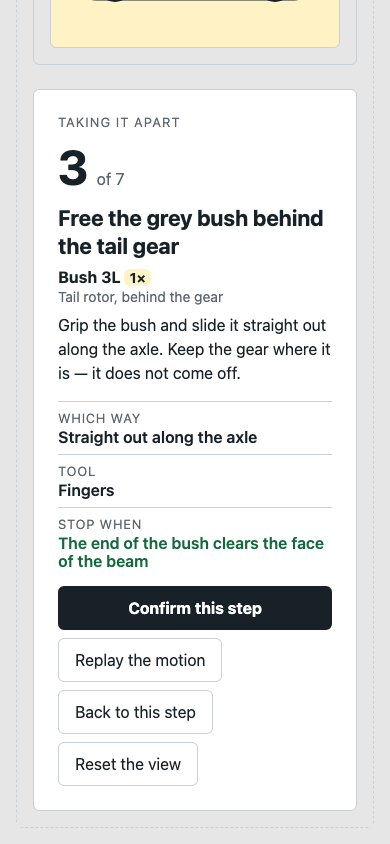 TAKING IT APART
3 of 7
Free the grey bush behind
the tail gear
Bush 3L 1×
Tail rotor, behind the gear
Grip the bush and slide it straight out
along the axle. Keep the gear where it
is — it does not come off.
WHICH WAY
Straight out along the axle
TOOL
Fingers
STOP WHEN
The end of the bush clears the face
of the beam
Confirm this step
Replay the motion
Back to this step
Reset the view